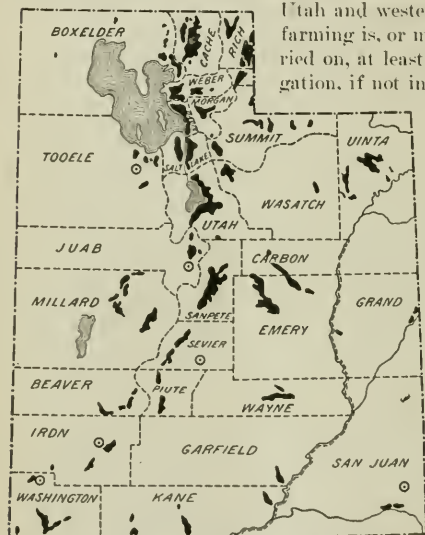 Utah and weste
farming is, or m
ried on, at least
gation, if not in
BOXELDER
CACHE
RICH
WEBER
MORGAN
SUMMIT
UINTA
TOOELE
SALT LAKE
WASATCH
UTAH
JUAB
CARBON
MILLARD
SANPETE
EMERY
GRAND
SEVIER
BEAVER
PIUTE
WAYNE
IRON
GARFIELD
SAN JUAN
WASHINGTON
KANE